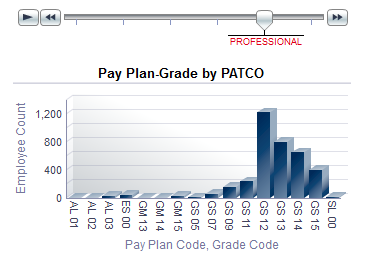 PROFESSIONAL
Pay Plan-Grade by PATCO
Employee Count
1,200
800
400
0
AL 01
AL 02
AL 03
ES 00
GM 13
GM 14
GM 15
GS 05
GS 07
GS 09
GS 11
GS 12
GS 13
GS 14
GS 15
SL 00
Pay Plan Code, Grade Code